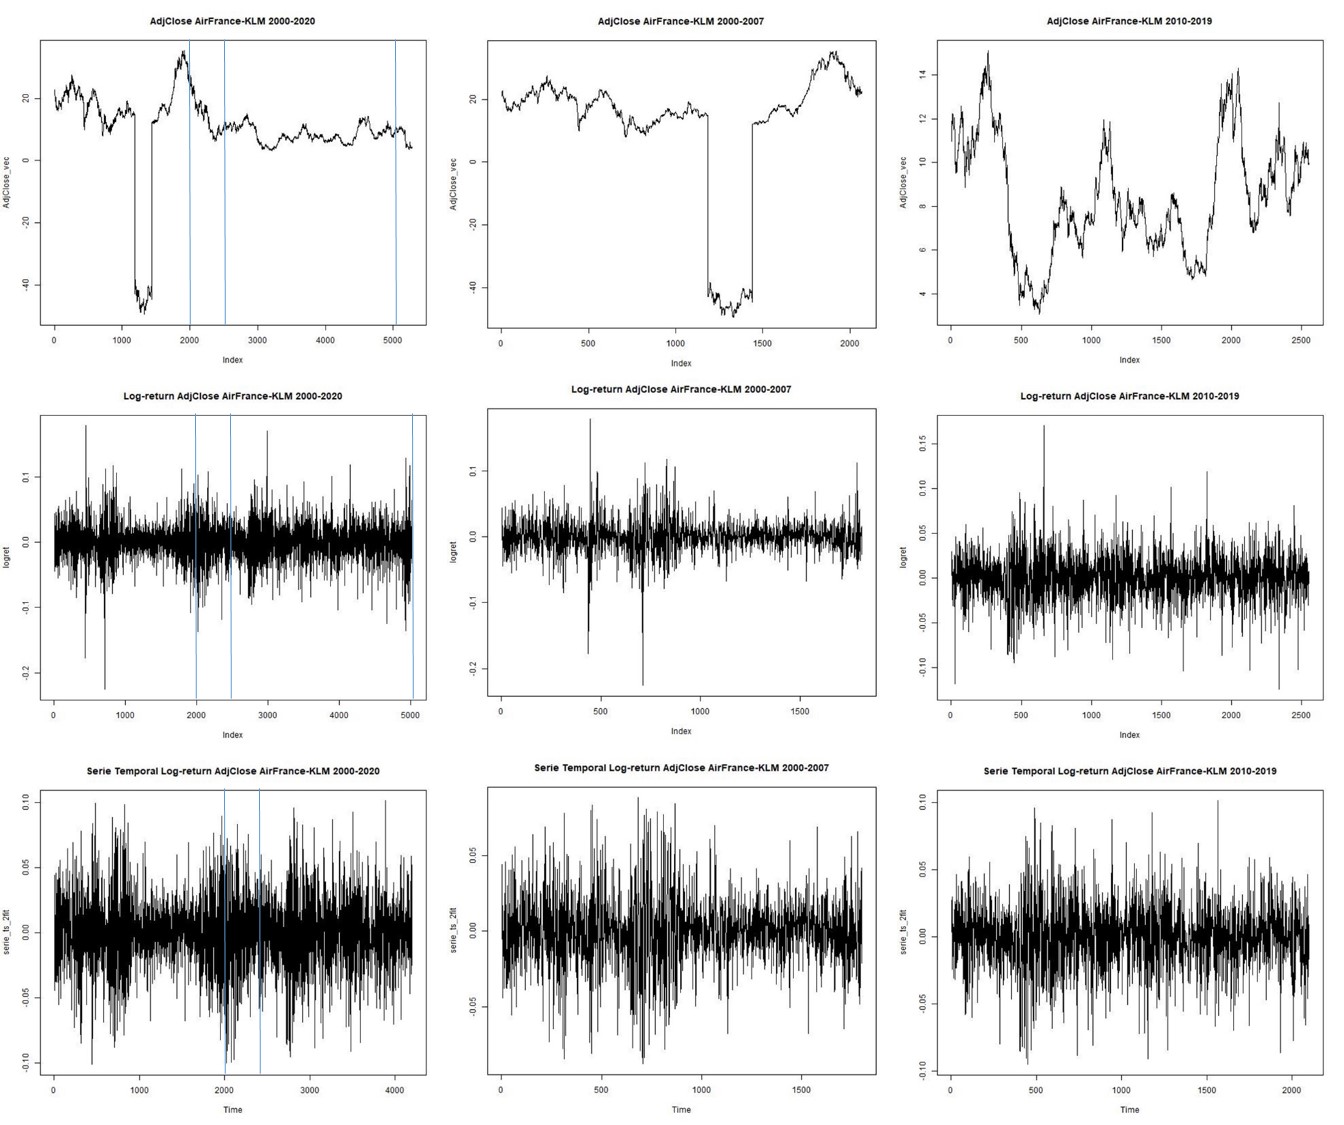 AdjClose AirFrance-KLM 2000-2020
AdjClose_vec
20
0
-20
-40
0 1000 2000 3000 4000 5000
Index
AdjClose AirFrance-KLM 2000-2007
AdjClose_vec
20
0
-20
-40
0 500 1000 1500 2000
Index
AdjClose AirFrance-KLM 2010-2019
AdjClose_vec
14
12
10
8
6
4
0 500 1000 1500 2000 2500
Index
Log-return AdjClose AirFrance-KLM 2000-2020
logret
0.1
0.0
-0.1
-0.2
0 1000 2000 3000 4000 5000
Index
Log-return AdjClose AirFrance-KLM 2000-2007
logret
0.1
0.0
-0.1
-0.2
0 500 1000 1500
Index
Log-return AdjClose AirFrance-KLM 2010-2019
logret
0.15
0.10
0.05
0.00
-0.05
-0.10
0 500 1000 1500 2000 2500
Index
Serie Temporal Log-return AdjClose AirFrance-KLM 2000-2020
serie_ts_2fit
0.10
0.05
0.00
-0.05
-0.10
0 1000 2000 3000 4000
Time
Serie Temporal Log-return AdjClose AirFrance-KLM 2000-2007
serie_ts_2fit
0.05
0.00
-0.05
0 500 1000 1500
Time
Serie Temporal Log-return AdjClose AirFrance-KLM 2010-2019
serie_ts_2fit
0.10
0.05
0.00
-0.05
-0.10
0 500 1000 1500 2000
Time